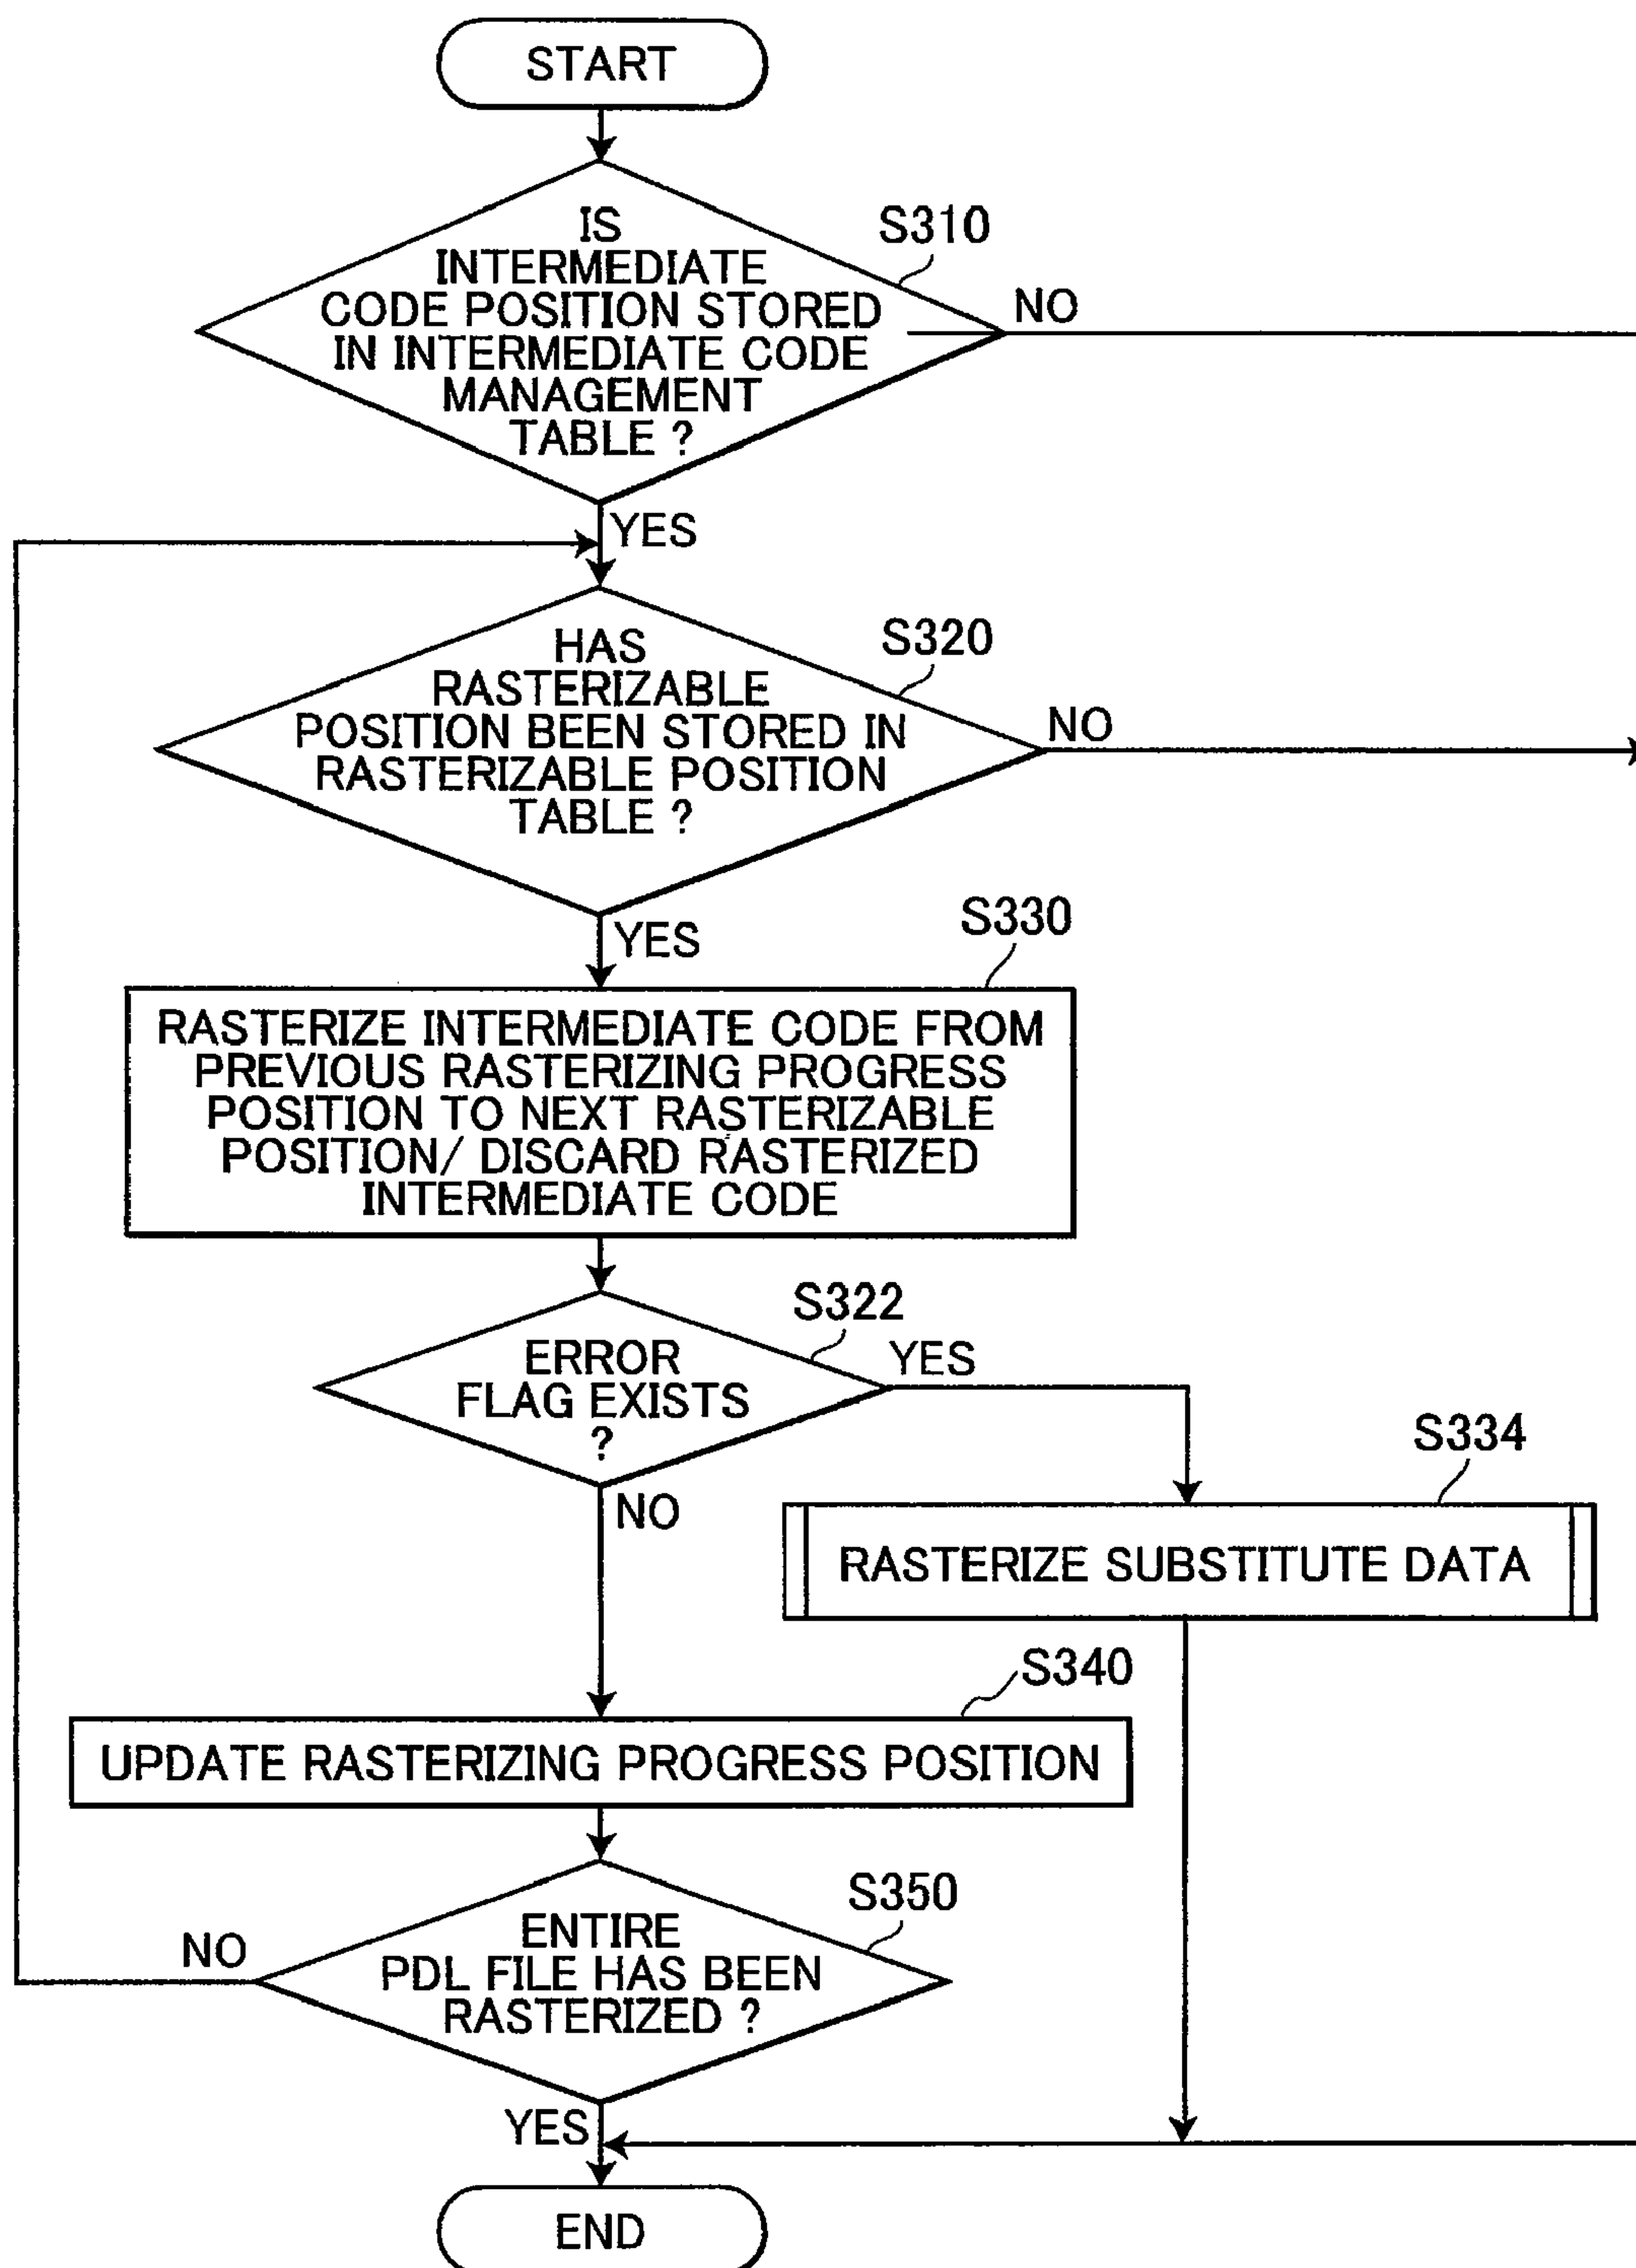 START
IS
INTERMEDIATE
CODE POSITION STORED
IN INTERMEDIATE CODE
MANAGEMENT
TABLE ?
S310
NO
YES
HAS
RASTERIZABLE
POSITION BEEN STORED IN
RASTERIZABLE POSITION
TABLE ?
S320
NO
YES
S330
RASTERIZE INTERMEDIATE CODE FROM
PREVIOUS RASTERIZING PROGRESS
POSITION TO NEXT RASTERIZABLE
POSITION/ DISCARD RASTERIZED
INTERMEDIATE CODE
S322
ERROR
FLAG EXISTS
?
YES
NO
S334
RASTERIZE SUBSTITUTE DATA
S340
UPDATE RASTERIZING PROGRESS POSITION
S350
ENTIRE
PDL FILE HAS BEEN
RASTERIZED ?
NO
YES
END